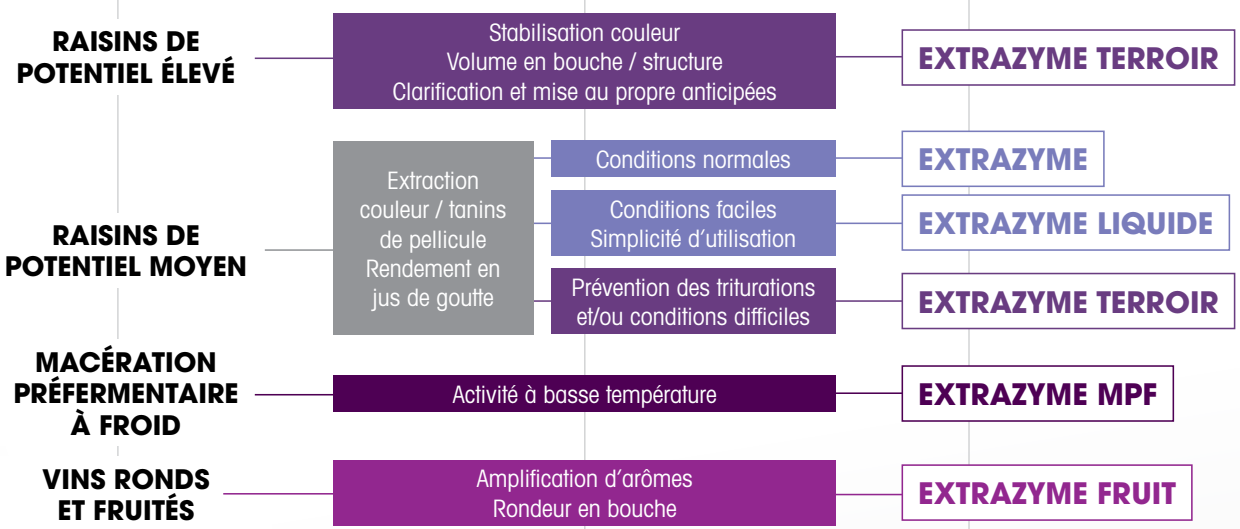 RAISINS DE
POTENTIEL ÉLEVÉ
Stabilisation couleur
Volume en bouche / structure
Clarification et mise au propre anticipées
EXTRAZYME TERROIR
RAISINS DE
POTENTIEL MOYEN
Extraction
couleur / tanins
de pellicule
Rendement en
jus de goutte
Conditions normales
EXTRAZYME
Conditions faciles
Simplicité d’utilisation
EXTRAZYME LIQUIDE
Prévention des triturations
et/ou conditions difficiles
EXTRAZYME TERROIR
MACÉRATION
PRÉFERMENTAIRE
À FROID
Activité à basse température
EXTRAZYME MPF
VINS RONDS
ET FRUITÉS
Amplification d’arômes
Rondeur en bouche
EXTRAZYME FRUIT